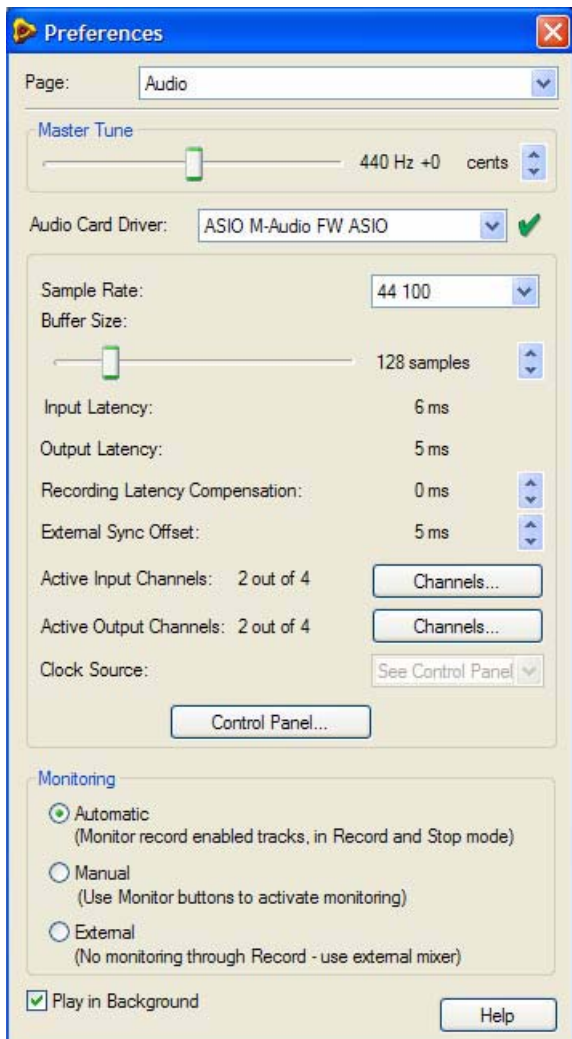 Preferences
Page: Audio
Master Tune
440 Hz +0 cents
Audio Card Driver: ASIO M-Audio FW ASIO
Sample Rate: 44 100
Buffer Size:
128 samples
Input Latency: 6 ms
Output Latency: 5 ms
Recording Latency Compensation: 0 ms
External Sync Offset: 5 ms
Active Input Channels: 2 out of 4 Channels...
Active Output Channels: 2 out of 4 Channels...
Clock Source: See Control Panel
Control Panel...
Monitoring
Automatic
(Monitor record enabled tracks, in Record and Stop mode)
Manual
(Use Monitor buttons to activate monitoring)
External
(No monitoring through Record - use external mixer)
Play in Background
Help